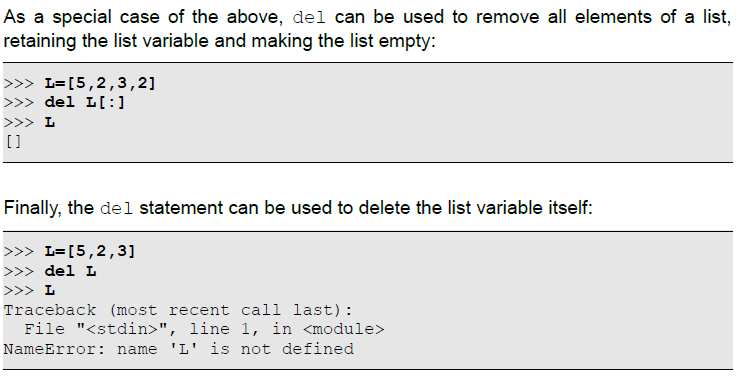 As a special case of the above, del can be used to remove all elements of a list,
retaining the list variable and making the list empty:
>>> L=[5,2,3,2]
>>> del L[:]
>>> L
[]
Finally, the del statement can be used to delete the list variable itself:
>>> L=[5,2,3]
>>> del L
>>> L
Traceback (most recent call last):
  File "<stdin>", line 1, in <module>
NameError: name 'L' is not defined